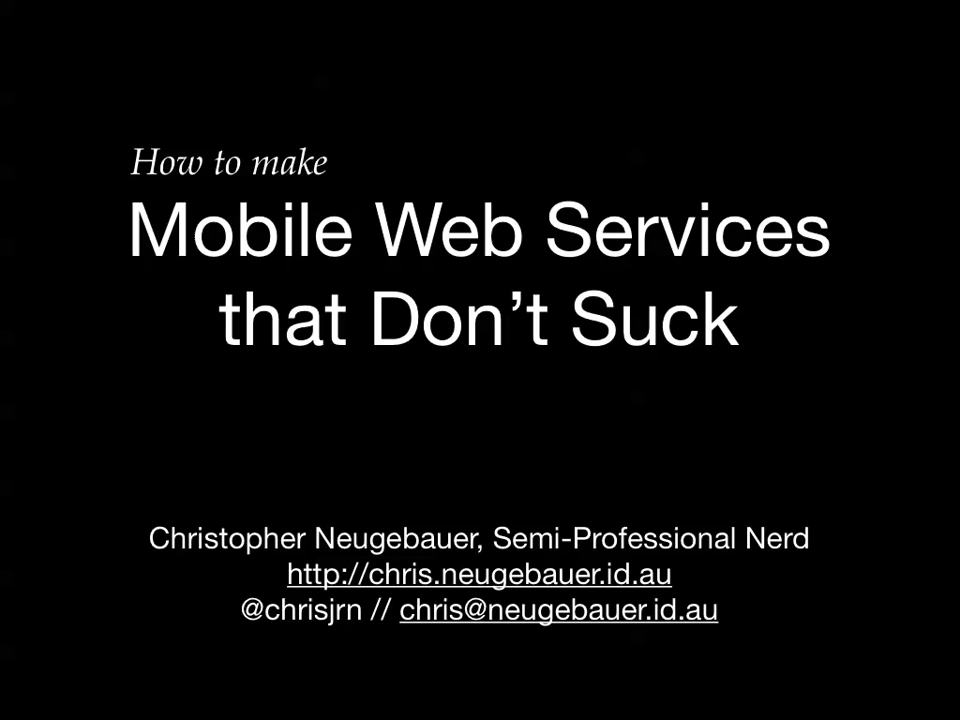 How to make
Mobile Web Services
that Don’t Suck
Christopher Neugebauer, Semi-Professional Nerd
http://chris.neugebauer.id.au
@chrisjrn // chris@neugebauer.id.au